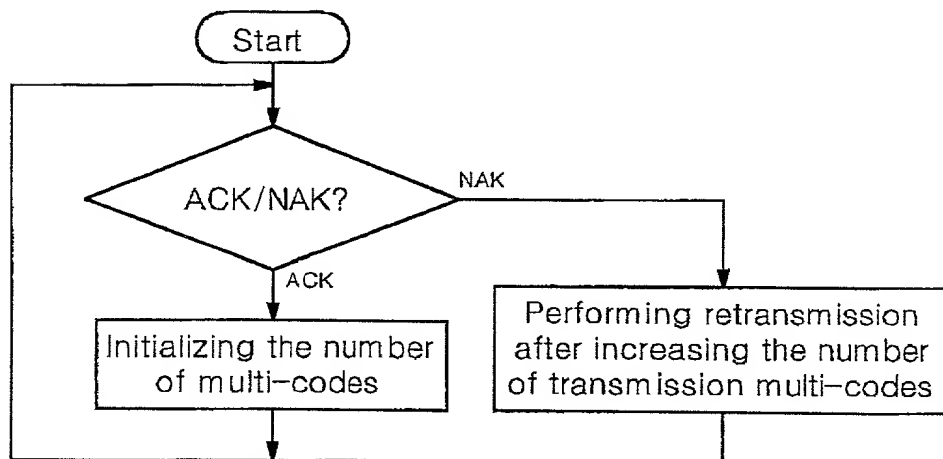 Start
ACK/NAK?
NAK
ACK
Initializing the number
of multi-codes
Performing retransmission
after increasing the number
of transmission multi-codes